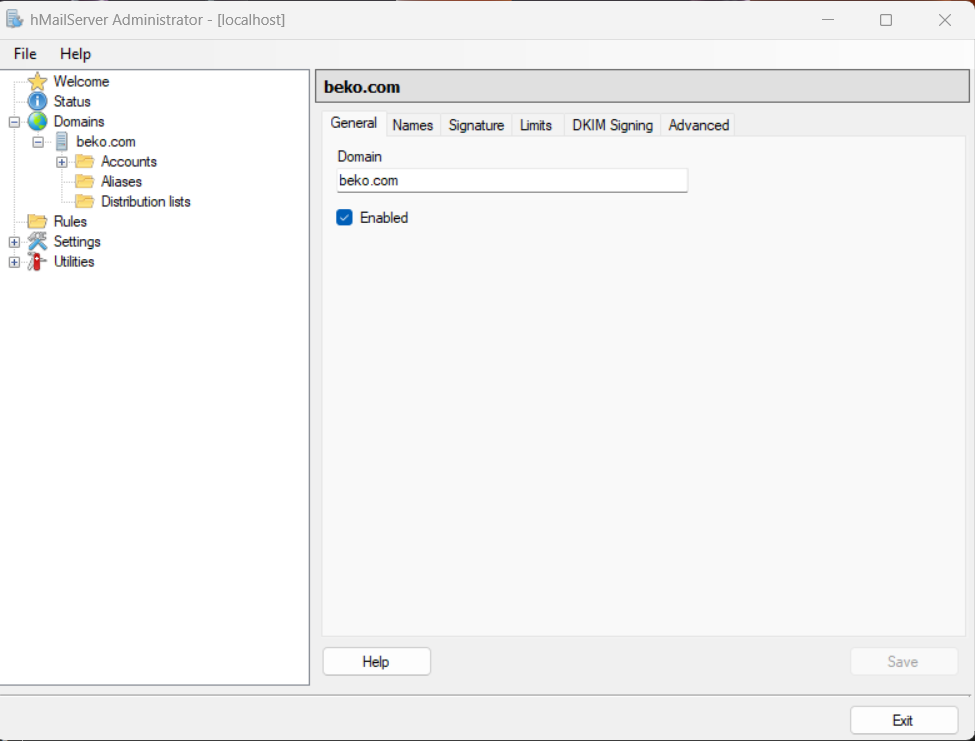 hMailServer Administrator - [localhost]
File Help
Welcome
Status
Domains
beko.com
Accounts
Aliases
Distribution lists
Rules
Settings
Utilities
beko.com
General Names Signature Limits DKIM Signing Advanced
Domain
beko.com
Enabled
Help Save
Exit